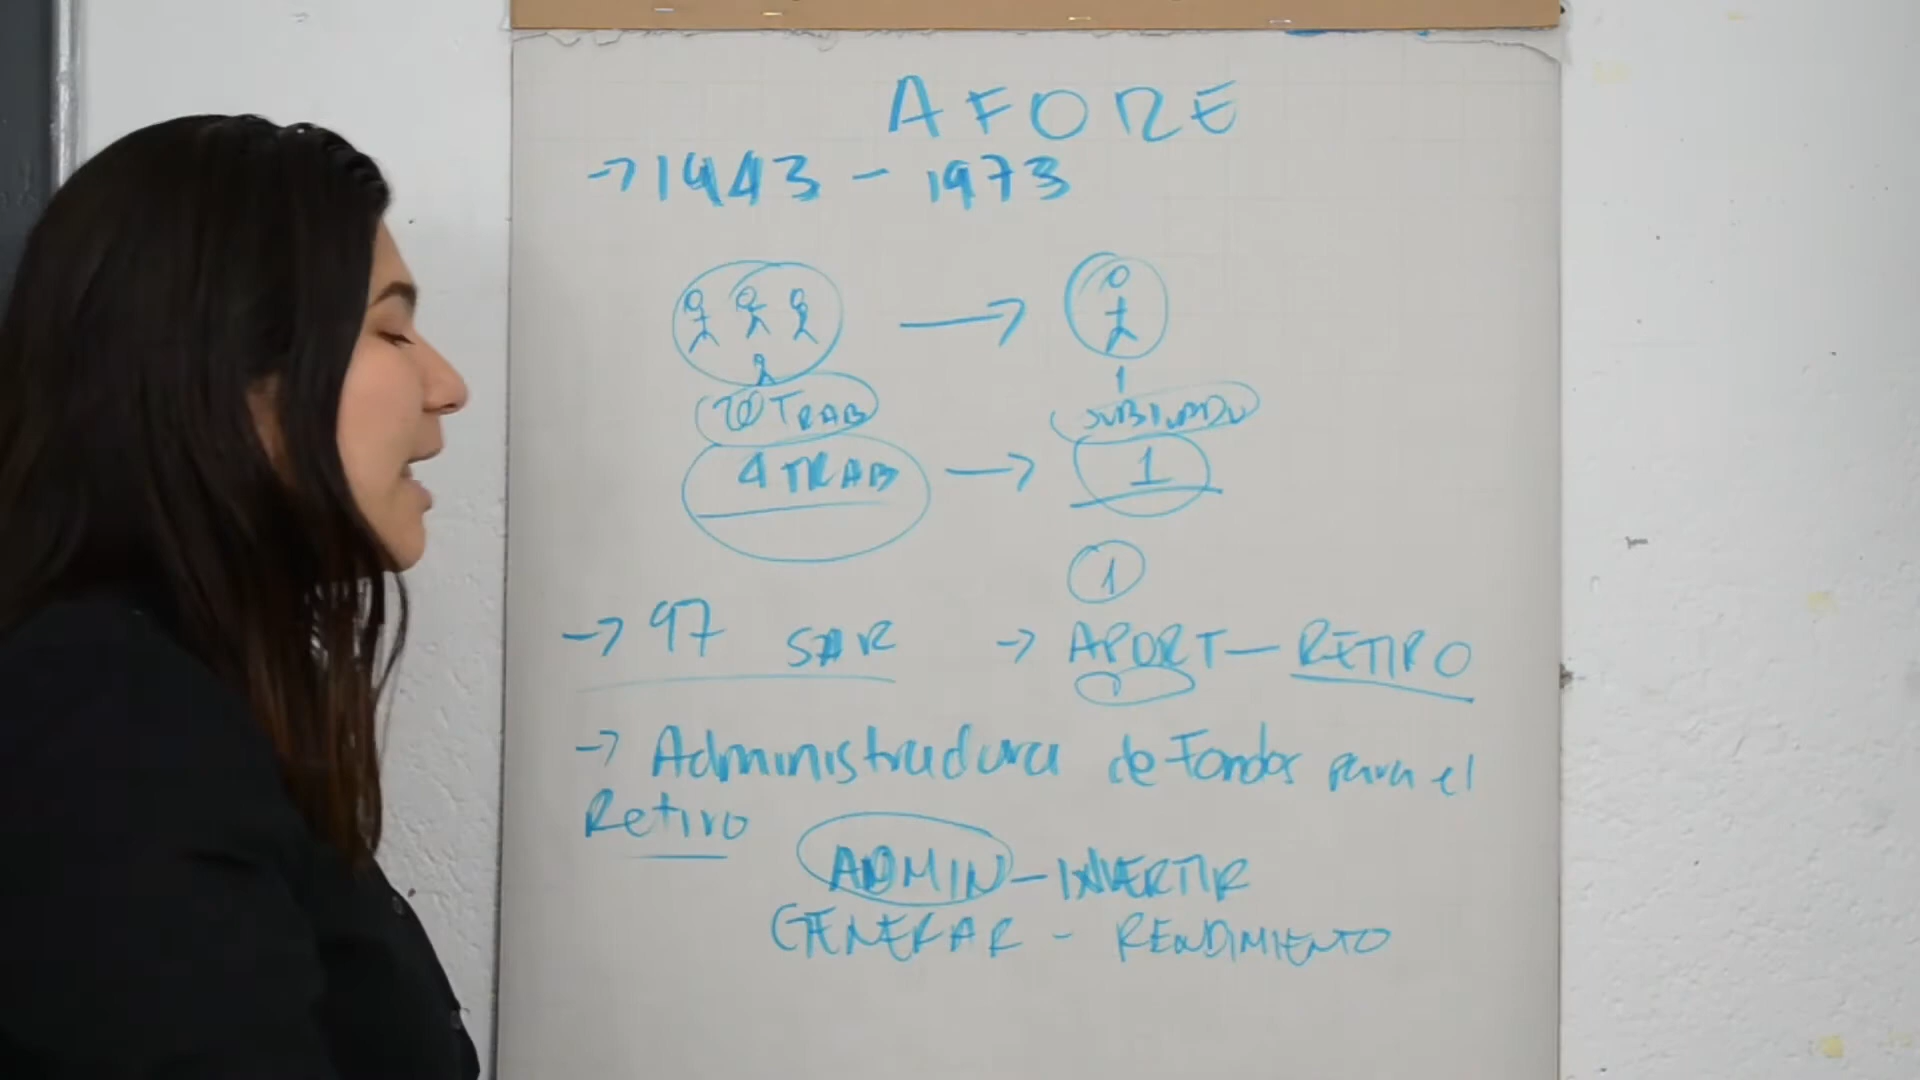 AFORE
→ 1943 - 1973
→
TRAB 1
JUBILADO
4 TRAB → 1
1
→ 97 SAR → APORT - RETIRO
→ Administradora de Fondos para el
Retiro
ADMIN - INVERTIR
GENERAR - RENDIMIENTO